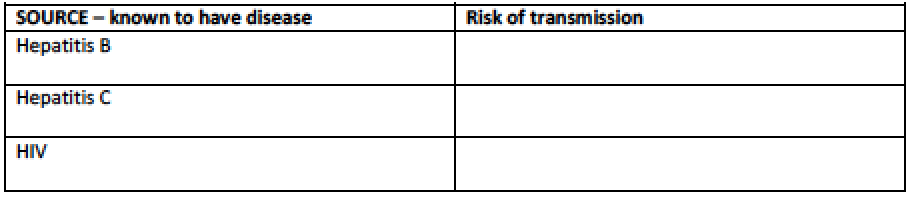 SOURCE – known to have disease
Risk of transmission
Hepatitis B
Hepatitis C
HIV